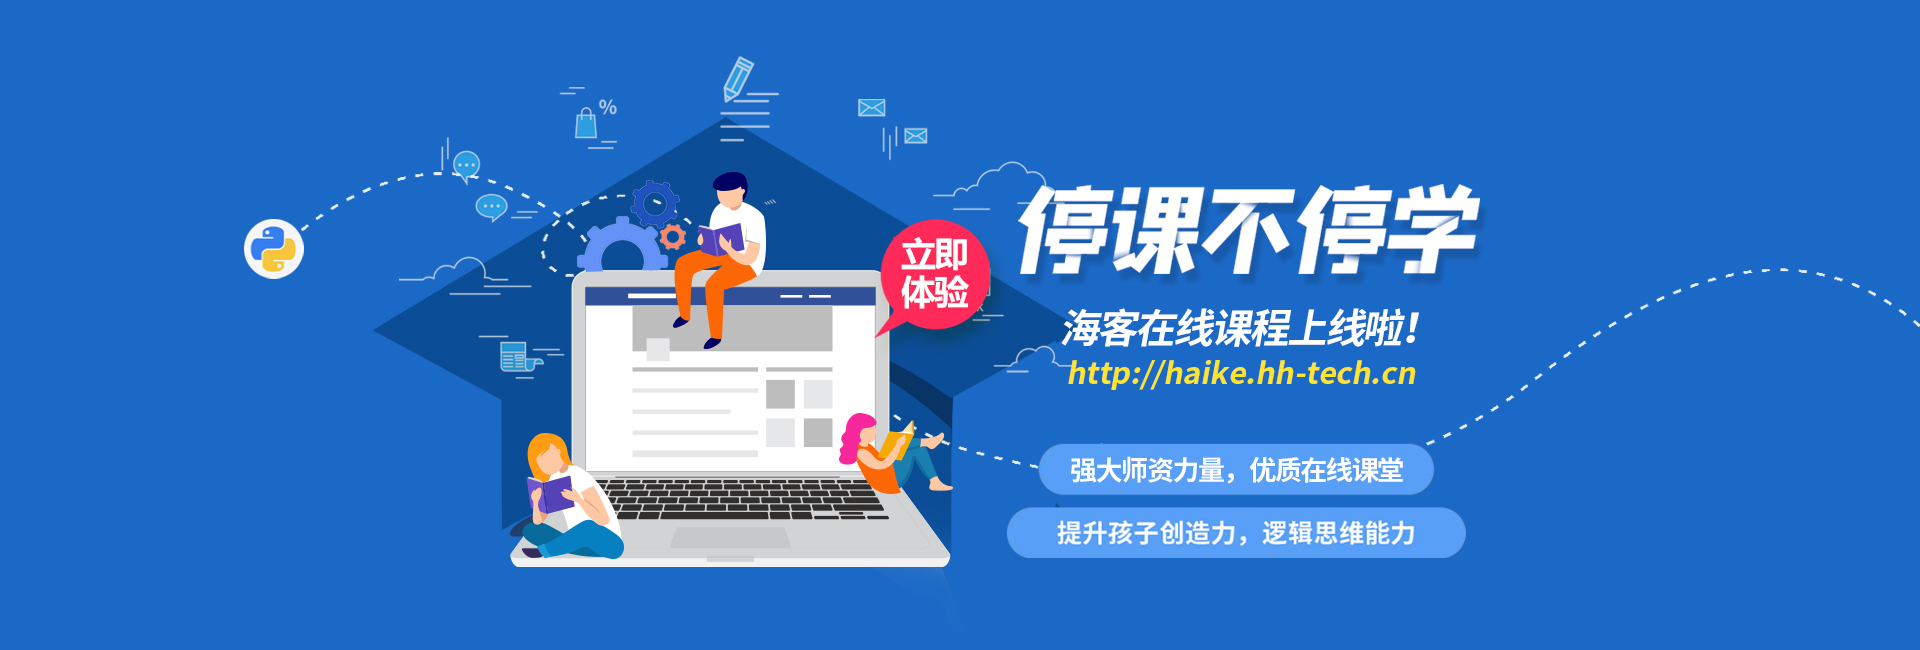 停课不停学
立即
体验
海客在线课程上线啦!
http://haike.hh-tech.cn
强大师资力量，优质在线课堂
提升孩子创造力，逻辑思维能力
%